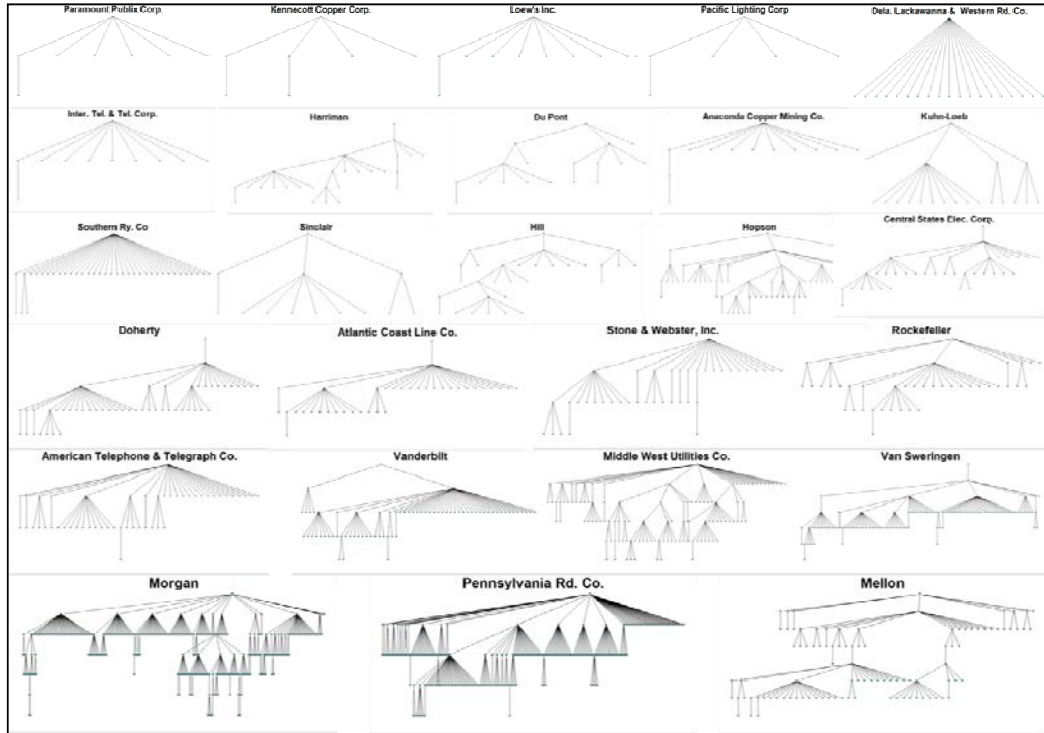 Paramount Publix Corp.
Kennecott Copper Corp.
Loew's Inc.
Pacific Lighting Corp
Dela. Lackawanna & Western Rd. Co.
Inter. Tel. & Tel. Corp.
Harriman
Du Pont
Anaconda Copper Mining Co.
Kuhn-Loeb
Southern Ry. Co
Sinclair
Hill
Hopson
Central States Elec. Corp.
Doherty
Atlantic Coast Line Co.
Stone & Webster, Inc.
Rockefeller
American Telephone & Telegraph Co.
Vanderbilt
Middle West Utilities Co.
Van Sweringen
Morgan
Pennsylvania Rd. Co.
Mellon